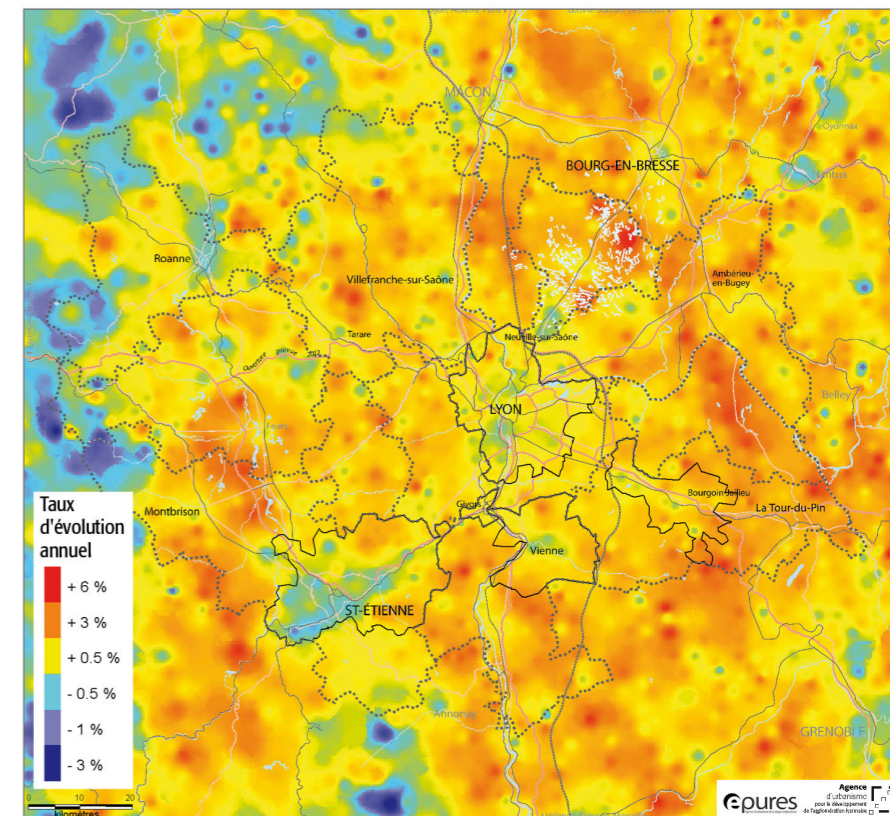 MACON
BOURG-EN-BRESSE
Oyonnax
Nantua
Roanne
Villefranche-sur-Saône
Ambérieu-
en-Bugey
Tarare
Neuville-sur-Saône
LYON
Belley
Feurs
Bourgoin-Jallieu
La Tour-du-Pin
Montbrison
Givors
Vienne
ST-ÉTIENNE
Annonay
GRENOBLE
Taux
d'évolution
annuel
+ 6 %
+ 3 %
+ 0.5 %
- 0.5 %
- 1 %
- 3 %
0 10 20
kilomètres
épures
Agence
d'urbanisme
pour le développement
de l'agglomération lyonnaise